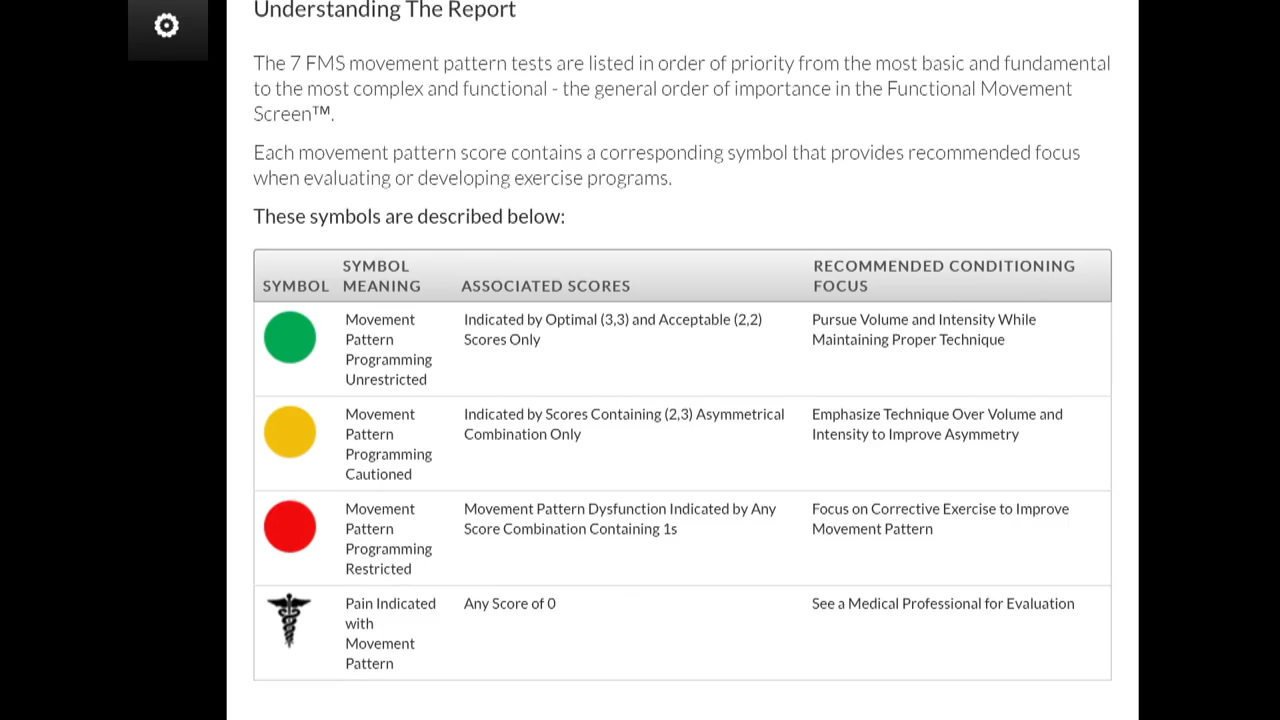 Understanding The Report
The 7 FMS movement pattern tests are listed in order of priority from the most basic and fundamental
to the most complex and functional - the general order of importance in the Functional Movement
Screen™.
Each movement pattern score contains a corresponding symbol that provides recommended focus
when evaluating or developing exercise programs.
These symbols are described below:
SYMBOL
SYMBOL
MEANING
ASSOCIATED SCORES
RECOMMENDED CONDITIONING
FOCUS
Movement
Pattern
Programming
Unrestricted
Indicated by Optimal (3,3) and Acceptable (2,2)
Scores Only
Pursue Volume and Intensity While
Maintaining Proper Technique
Movement
Pattern
Programming
Cautioned
Indicated by Scores Containing (2,3) Asymmetrical
Combination Only
Emphasize Technique Over Volume and
Intensity to Improve Asymmetry
Movement
Pattern
Programming
Restricted
Movement Pattern Dysfunction Indicated by Any
Score Combination Containing 1s
Focus on Corrective Exercise to Improve
Movement Pattern
Pain Indicated
with
Movement
Pattern
Any Score of 0
See a Medical Professional for Evaluation